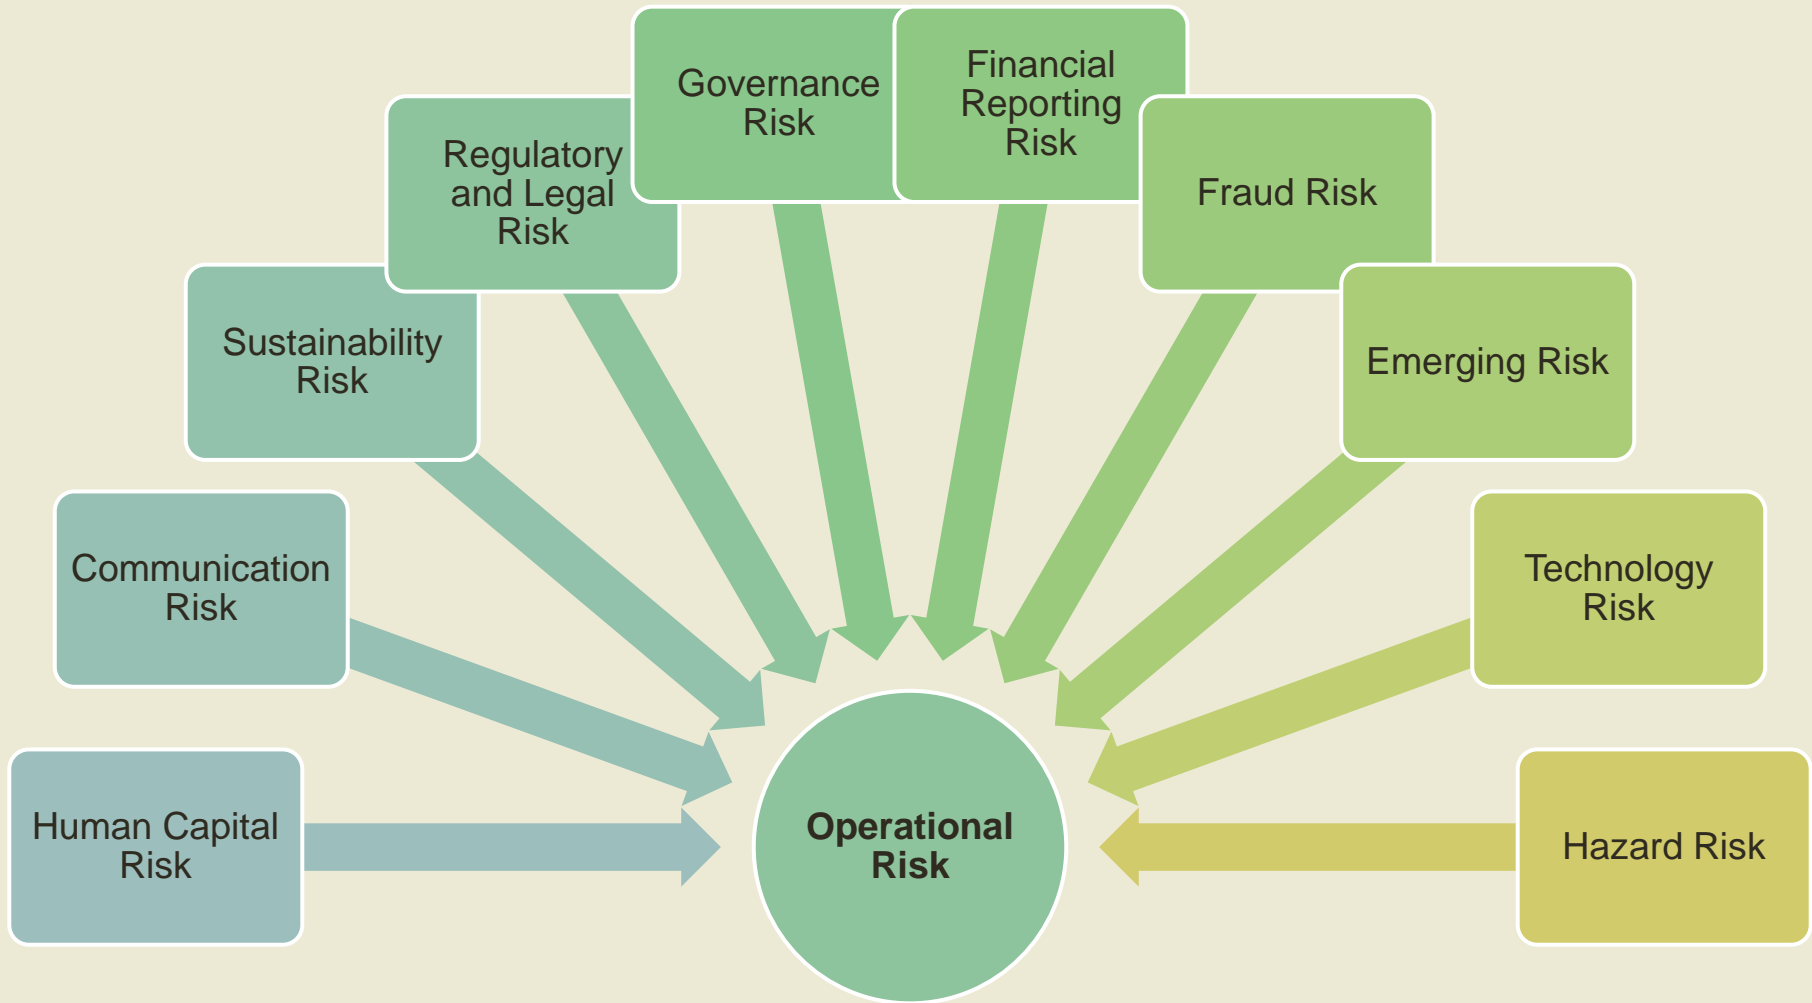 Governance
Risk
Financial
Reporting
Risk
Regulatory
and Legal
Risk
Fraud Risk
Sustainability
Risk
Emerging Risk
Communication
Risk
Technology
Risk
Human Capital
Risk
Operational
Risk
Hazard Risk